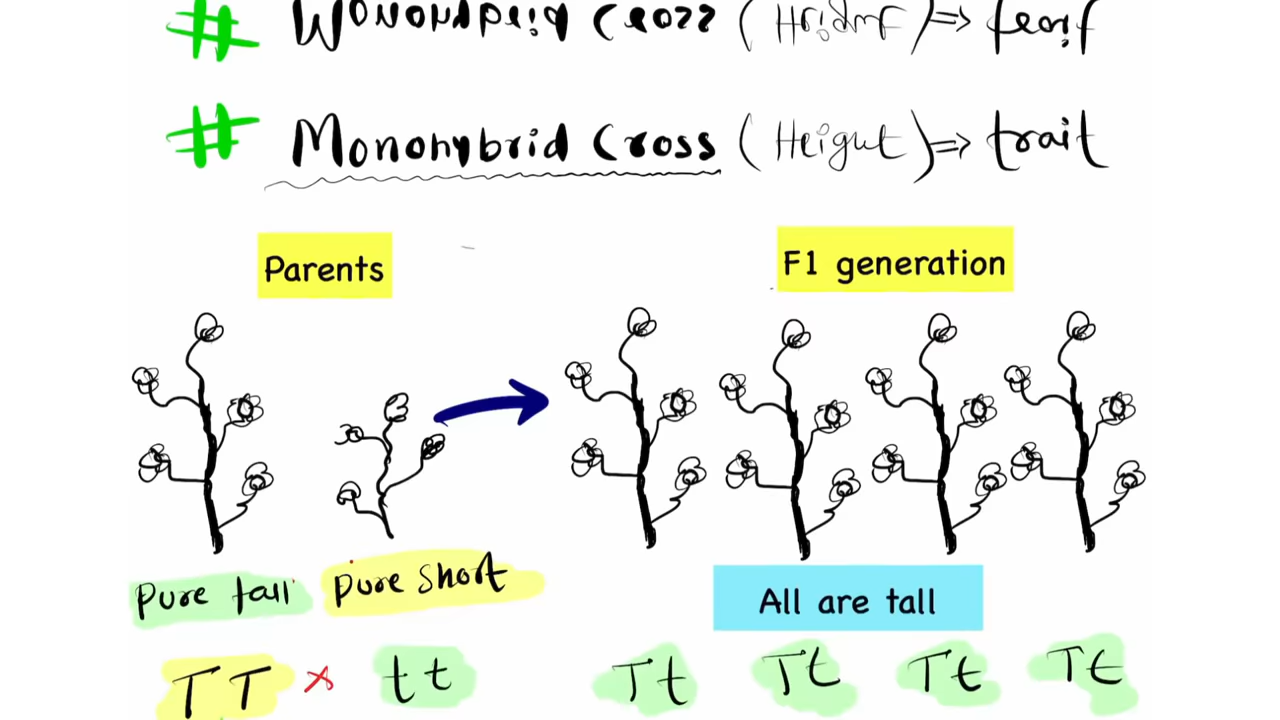 # Monohybrid Cross (Height) => trait
Parents
F1 generation
Pure tall
Pure short
All are tall
TT × tt
Tt Tt Tt Tt